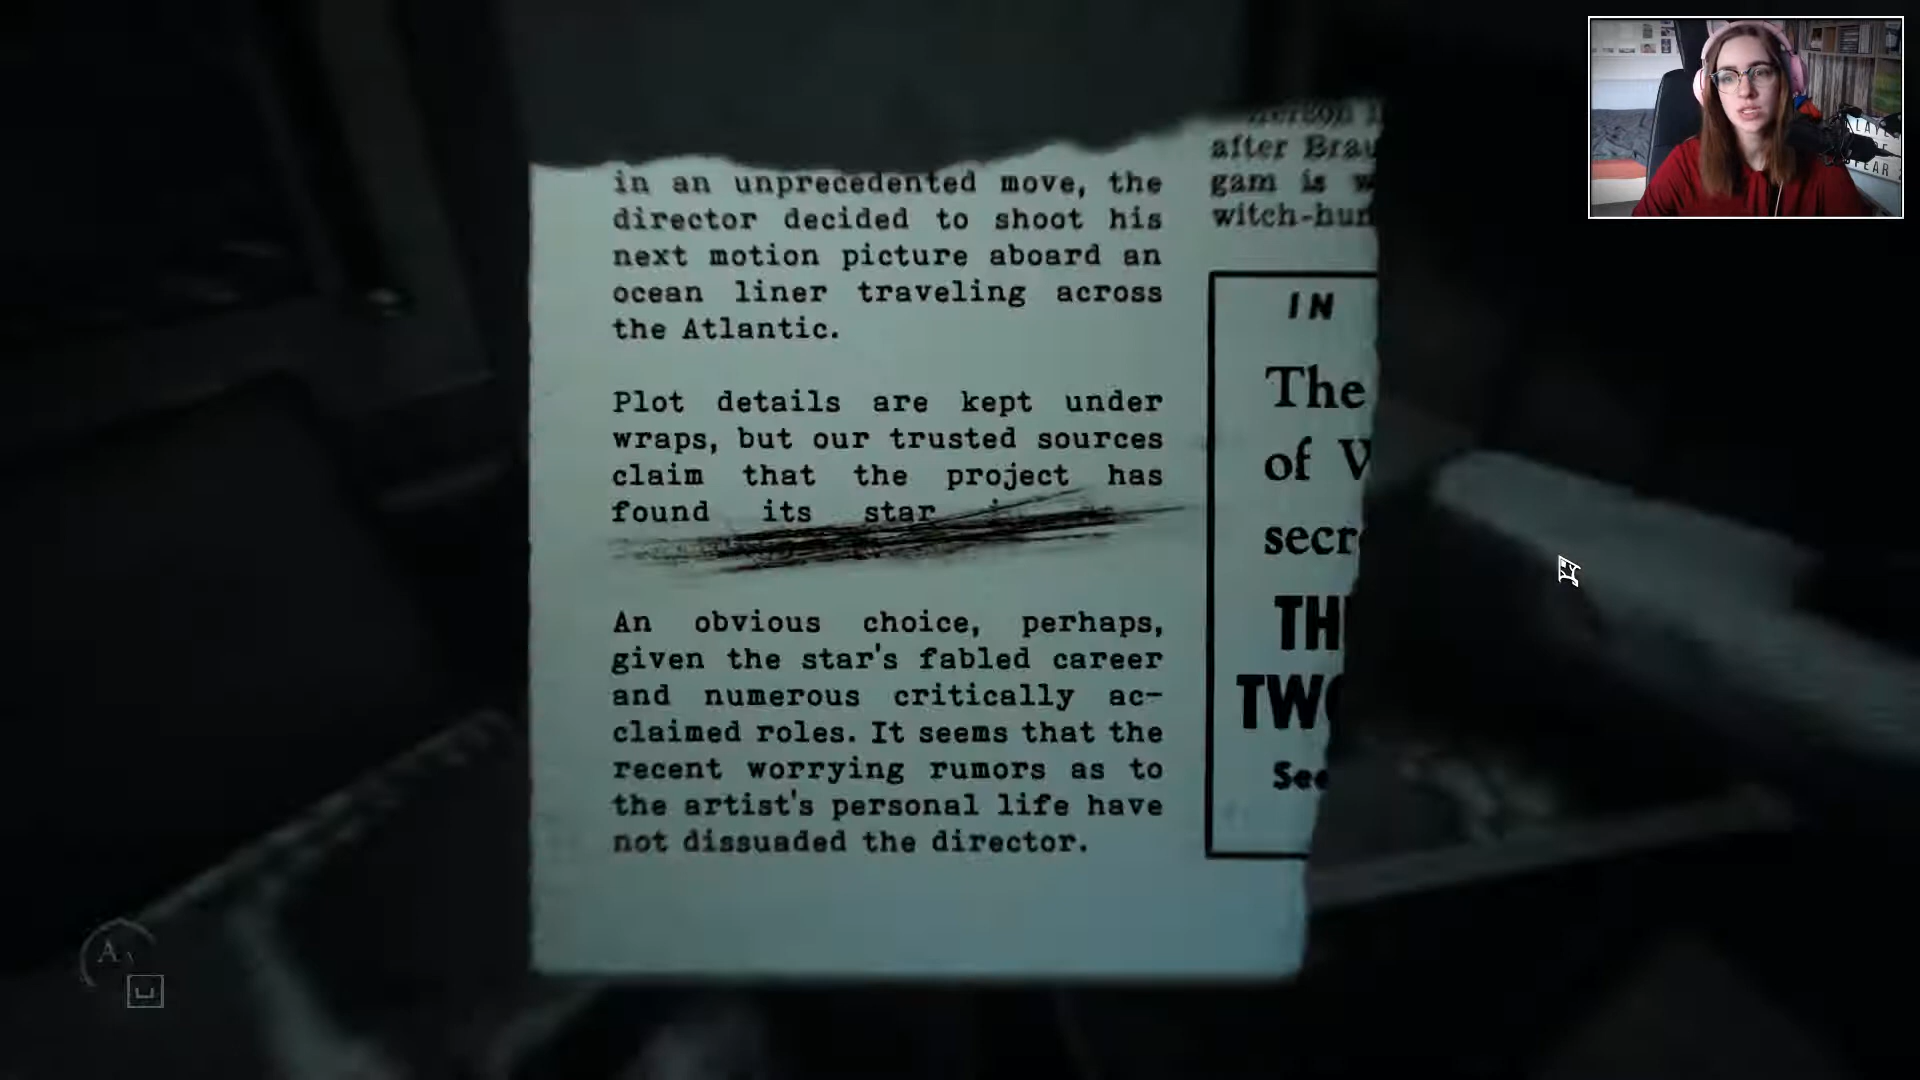 in an unprecedented move, the
director decided to shoot his
next motion picture aboard an
ocean liner traveling across
the Atlantic.
Plot details are kept under
wraps, but our trusted sources
claim that the project has
found its star
An obvious choice, perhaps,
given the star's fabled career
and numerous critically ac-
claimed roles. It seems that the
recent worrying rumors as to
the artist's personal life have
not dissuaded the director.
after Brau
gam is w
witch-hun
IN
The
of W
secr
TH
TWO
See
A